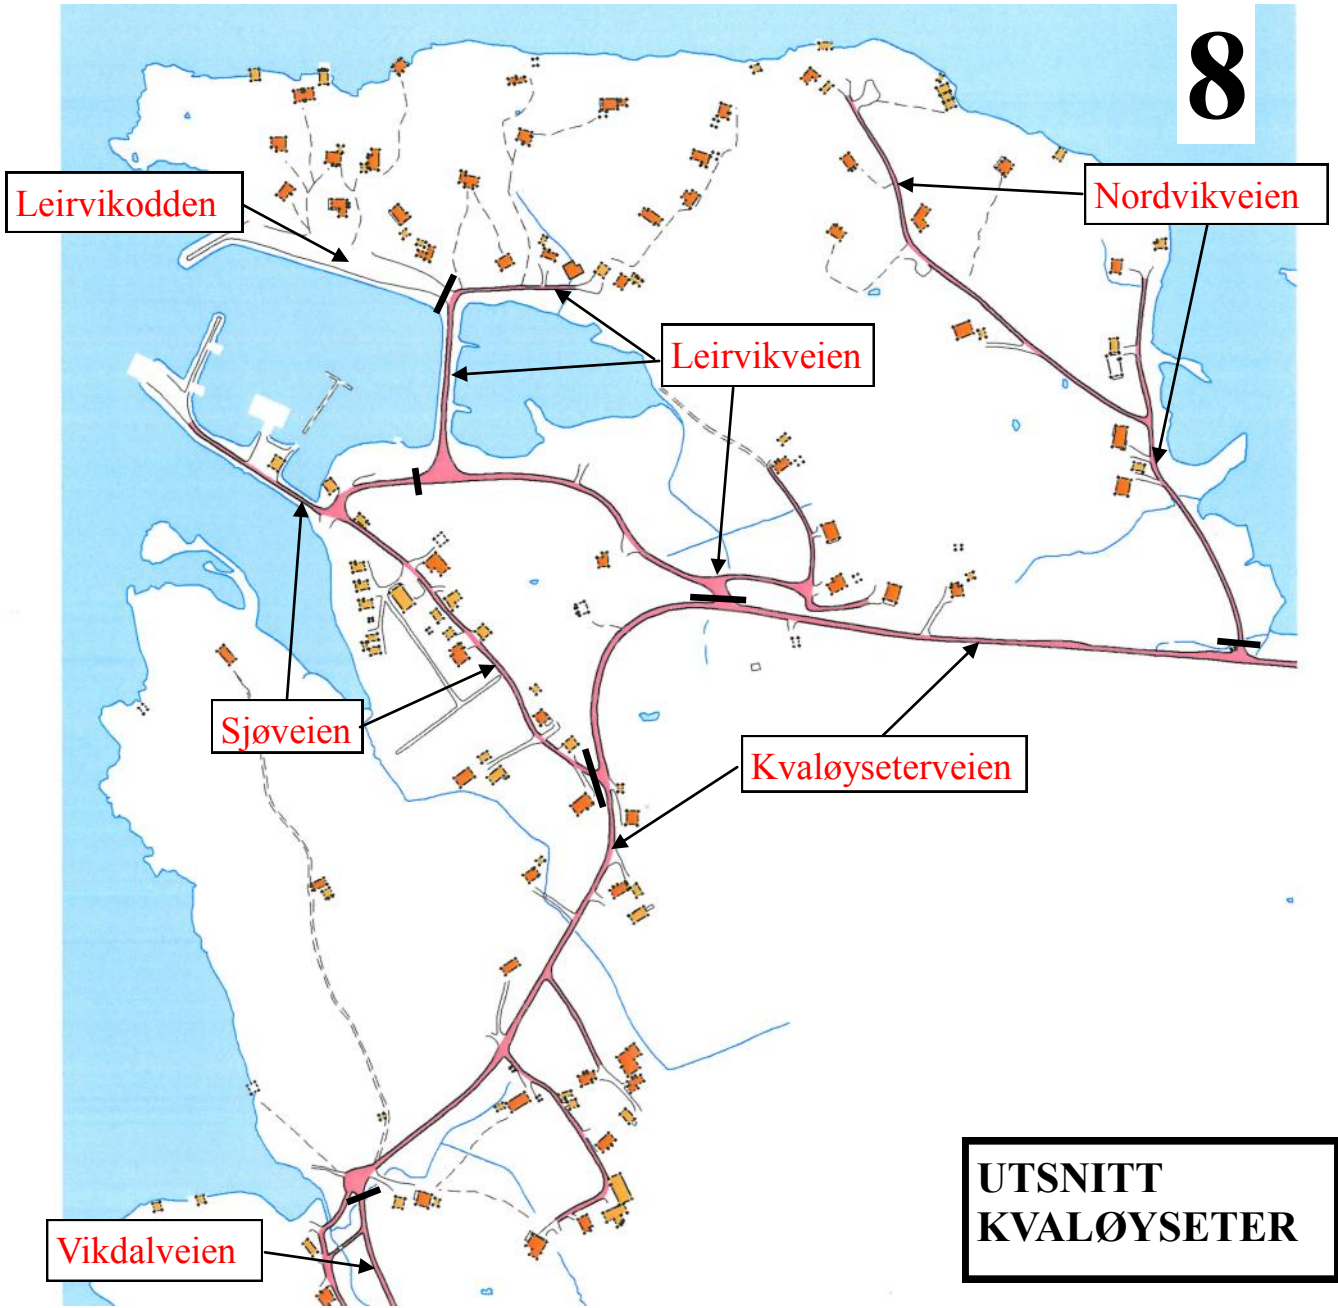 8
Leirvikodden
Nordvikveien
Leirvikveien
Sjøveien
Kvaløyseterveien
UTSNITT
KVALØYSETER
Vikdalveien